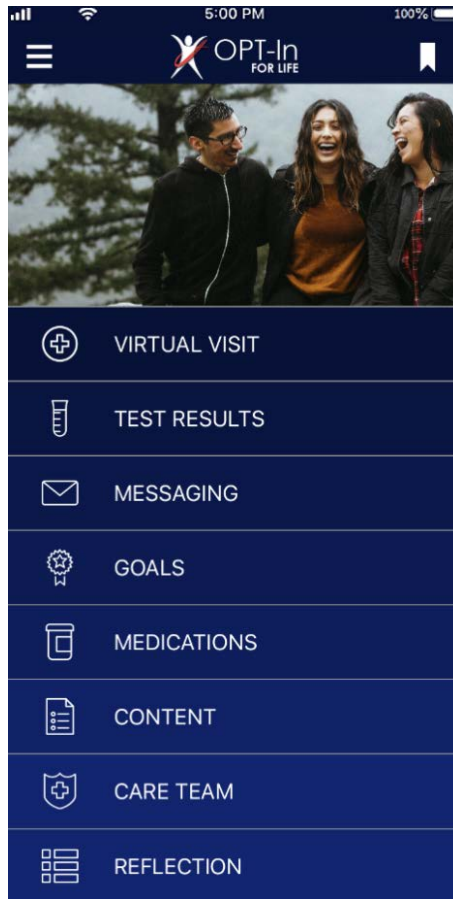 5:00 PM
100%
OPT-In
FOR LIFE
VIRTUAL VISIT
TEST RESULTS
MESSAGING
GOALS
MEDICATIONS
CONTENT
CARE TEAM
REFLECTION